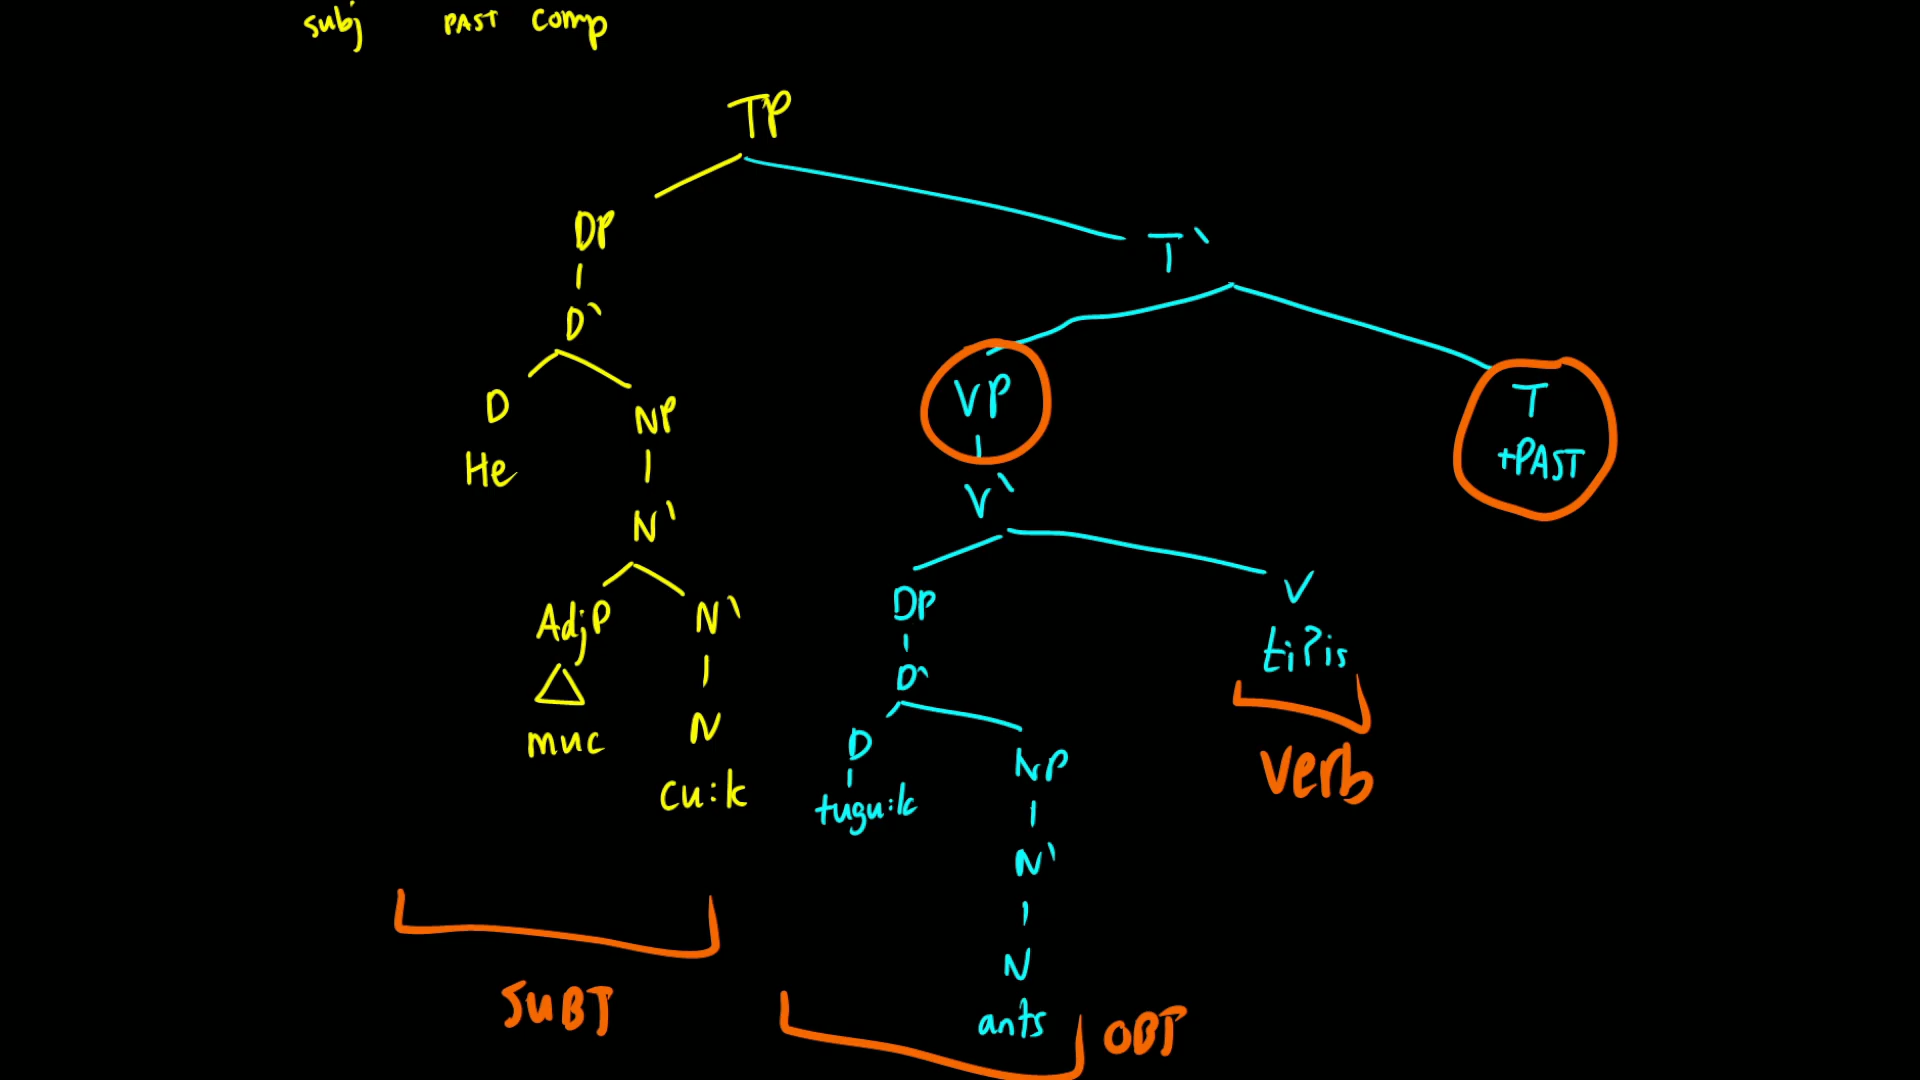 subj PAST comp
TP
DP T`
D`
D NP VP T
He +PAST
N' V`
AdjP N` DP V
muc N D` ti?is
cu:k D NP Verb
tugu:k N'
N
SUBJ ants OBJ